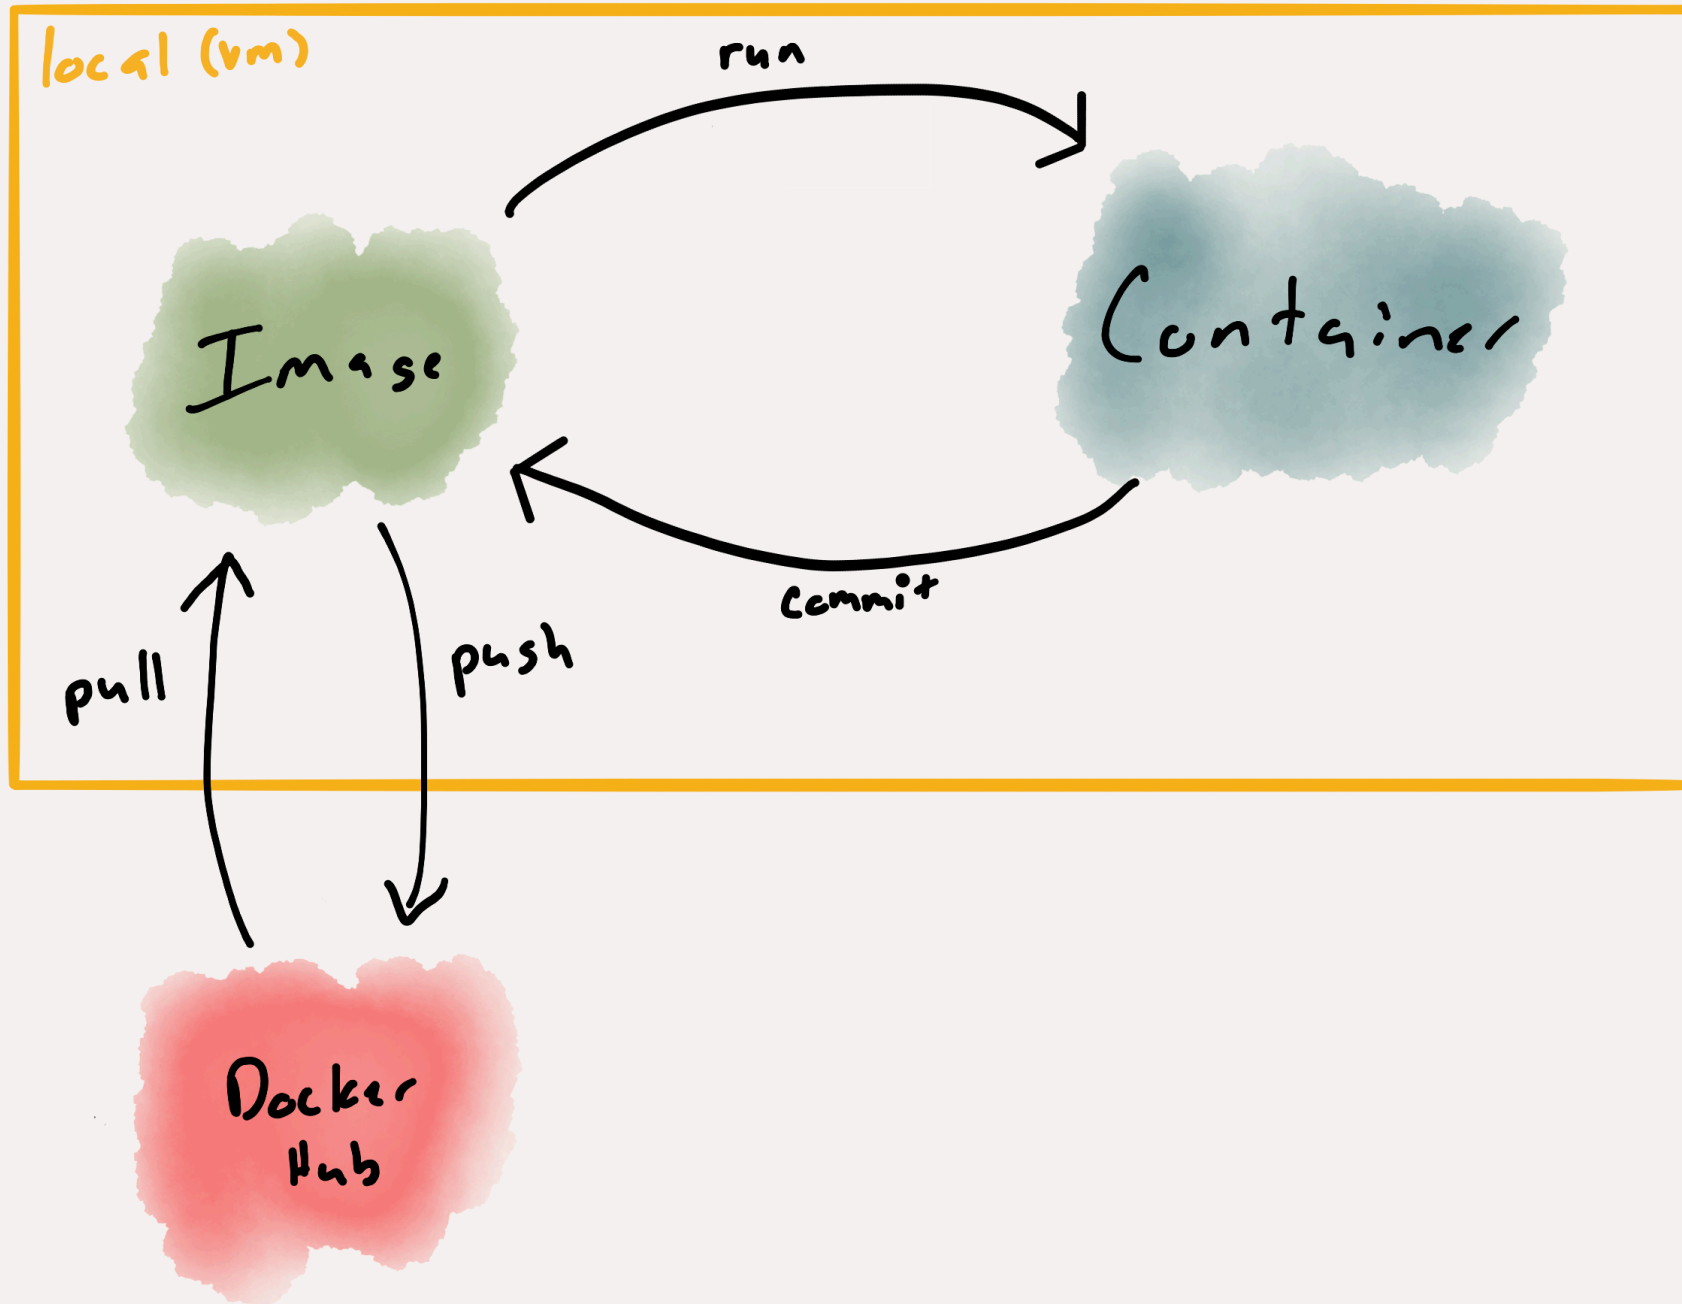 local (vm)
run
Image
Container
commit
pull
push
Docker
Hub